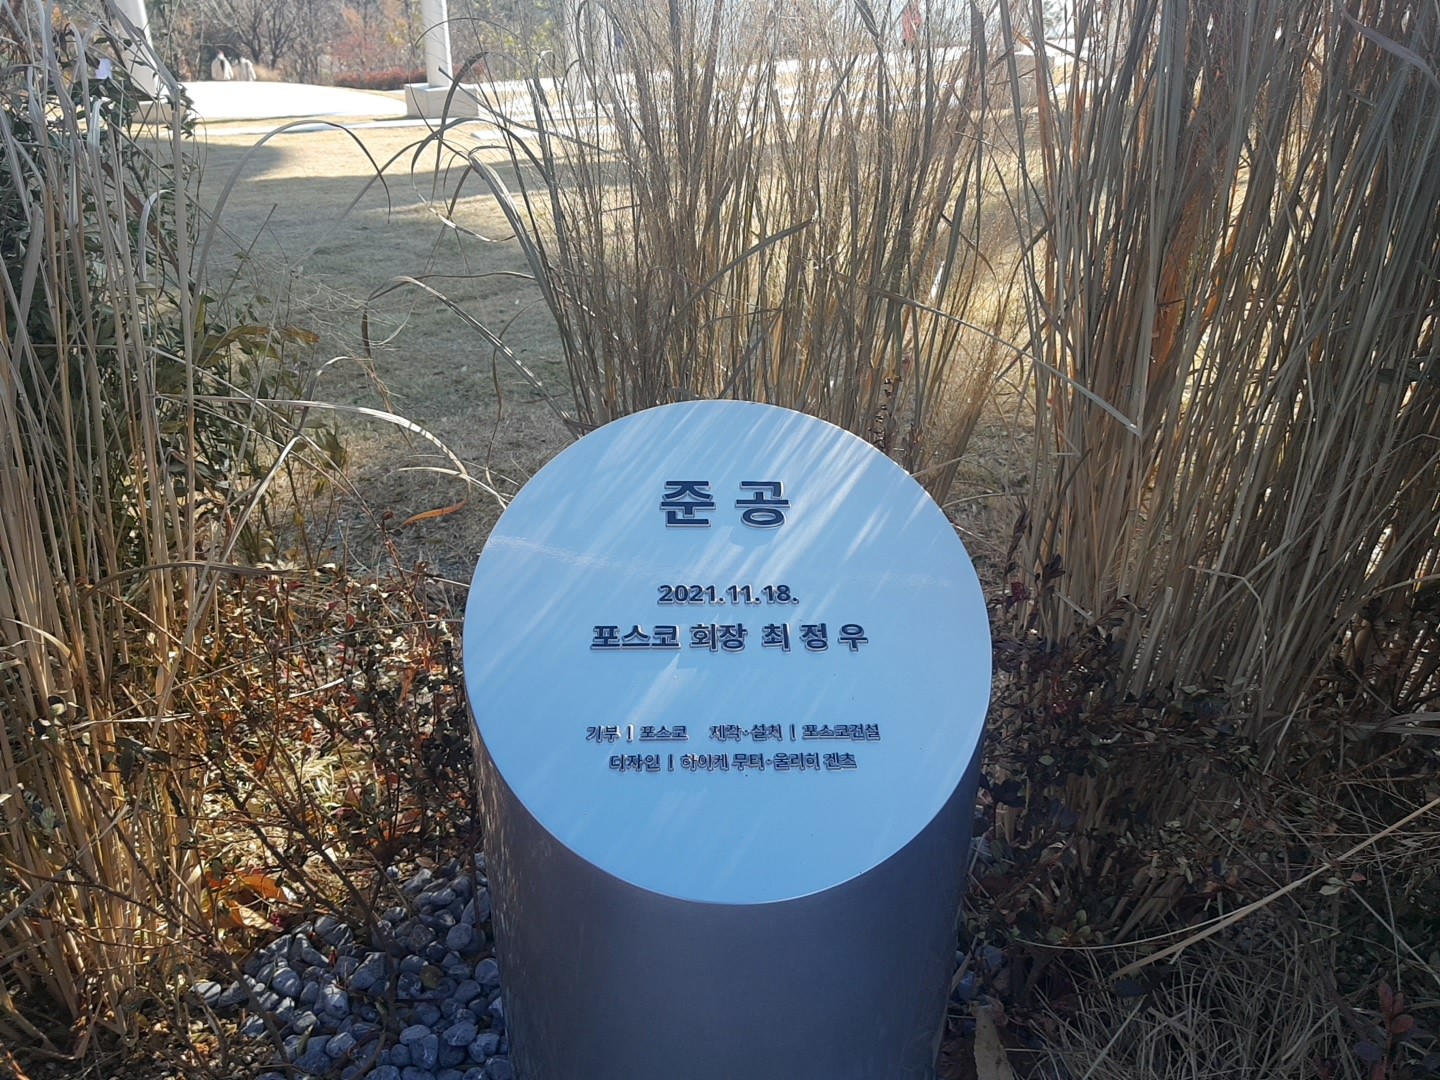 준 공
2021.11.18.
포스코 회장 최 정 우
기부 | 포스코 제작·설치 | 포스코건설
디자인 | 하이케 무터·울리히 겐츠